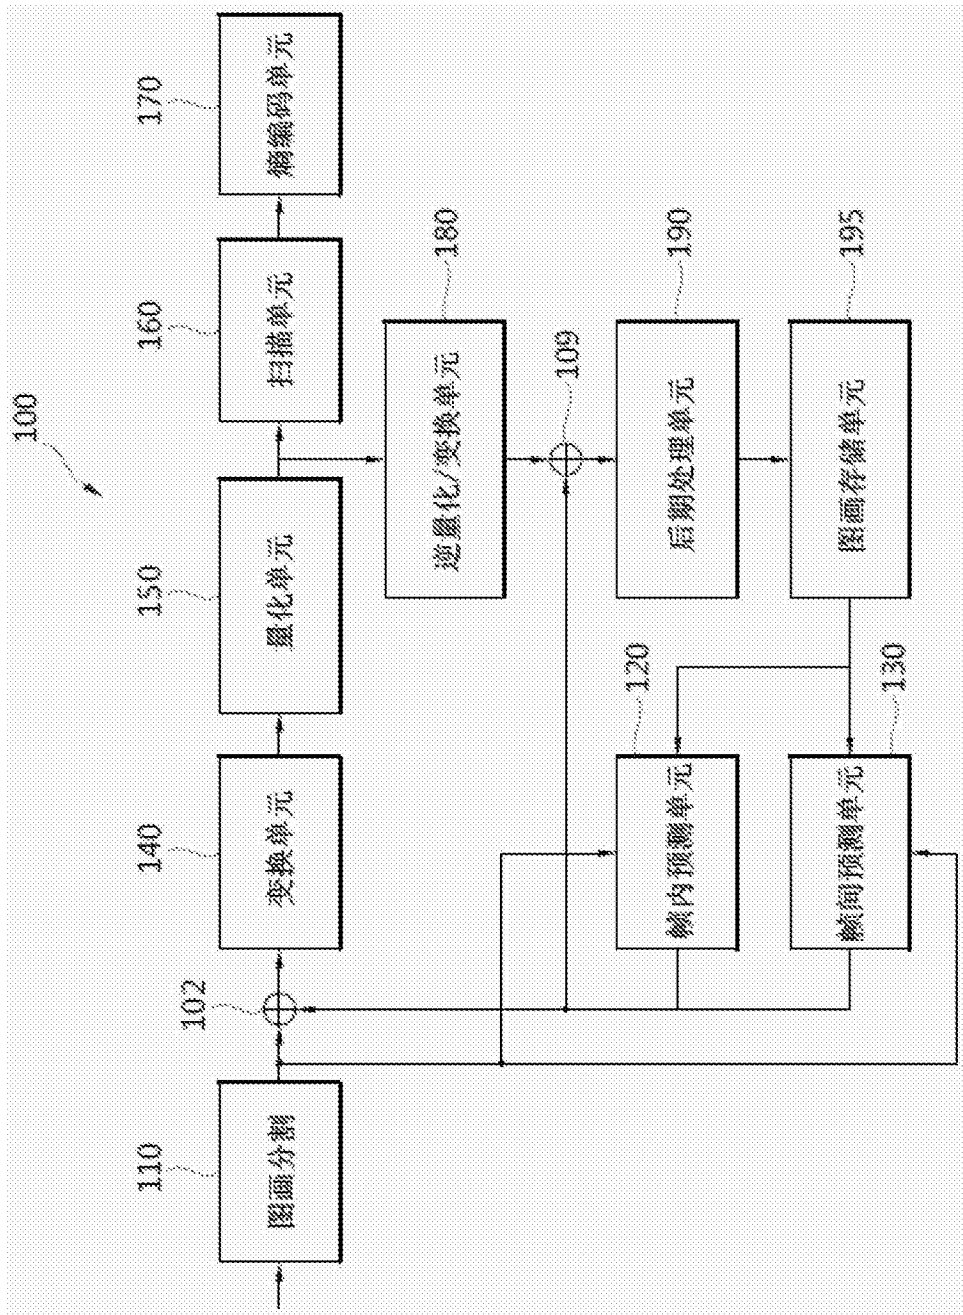 100
110
图画分割
102
140
变换单元
150
量化单元
160
扫描单元
170
熵编码单元
180
逆量化/变换单元
109
120
帧内预测单元
190
后期处理单元
130
帧间预测单元
195
图画存储单元